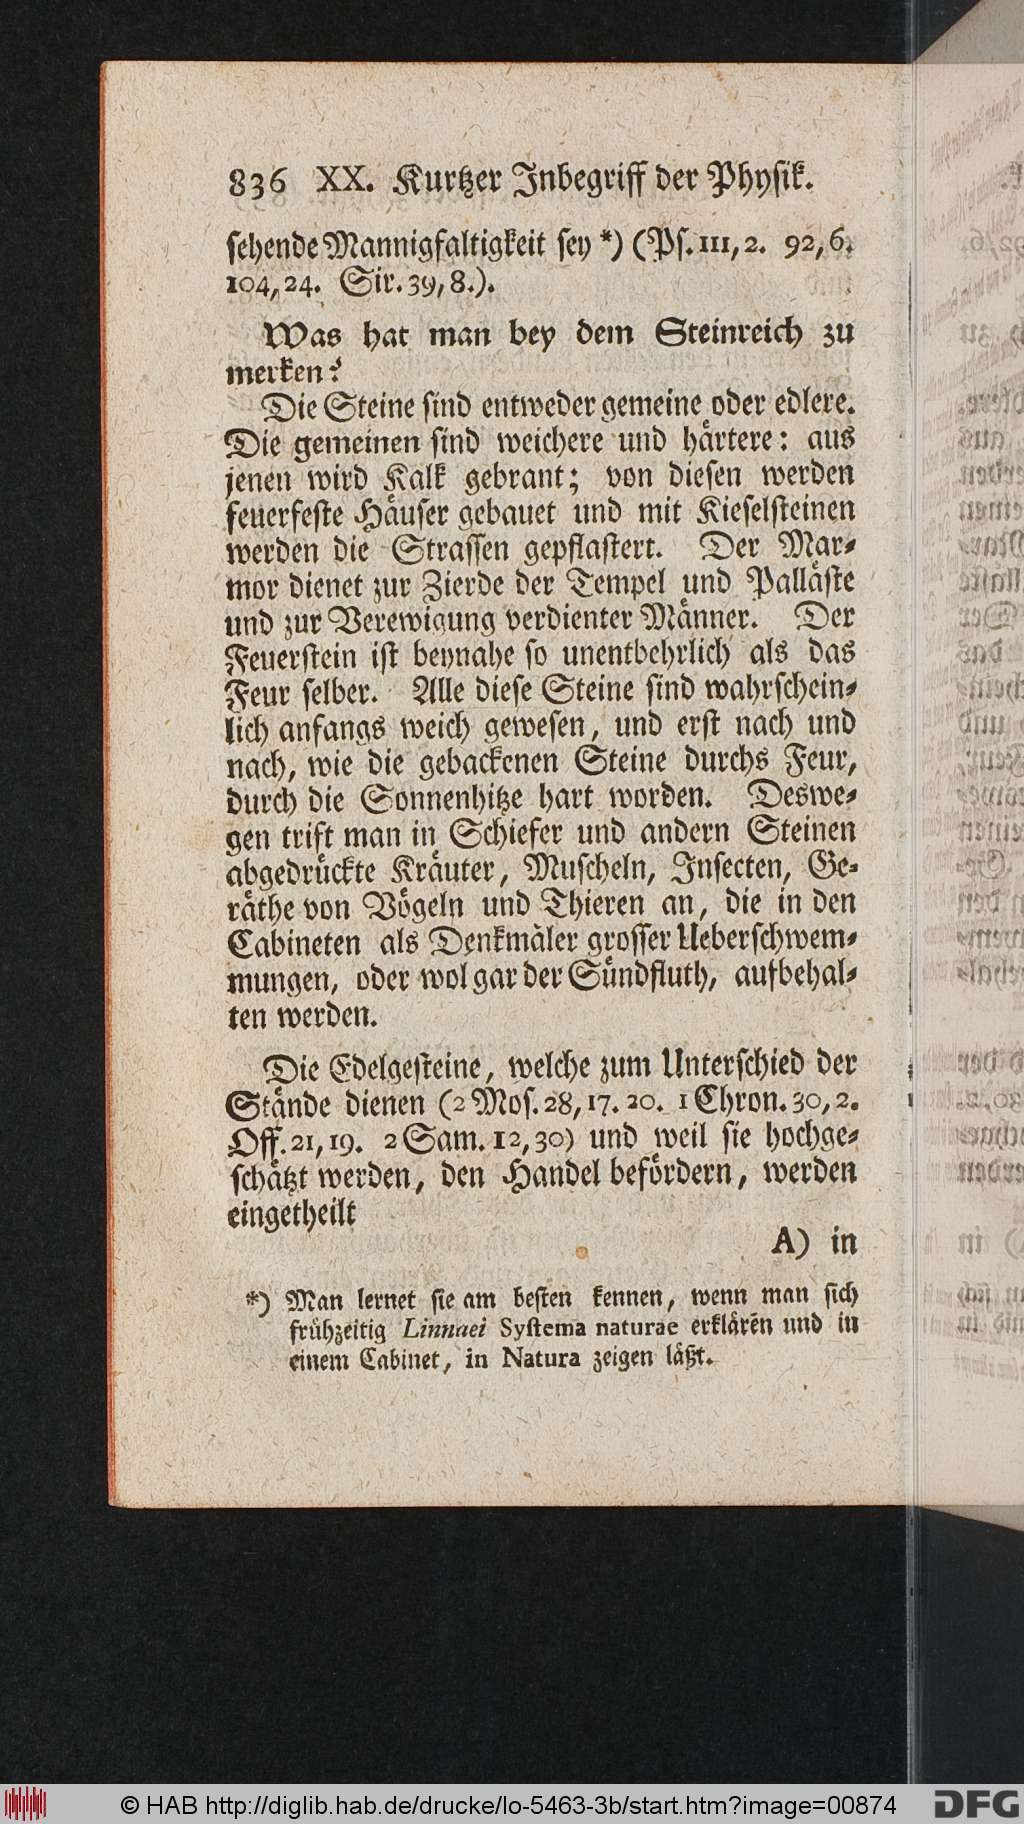 836 XX. Kurtzer Inbegriff der Physik.
sehende Mannigfaltigkeit sey *) (Ps. 111, 2. 92, 6.
104, 24. Sir. 39, 8.).
Was hat man bey dem Steinreich zu
merken?
Die Steine sind entweder gemeine oder edlere.
Die gemeinen sind weichere und härtere: aus
jenen wird Kalk gebrant; von diesen werden
feuerfeste Häuser gebauet und mit Kieselsteinen
werden die Strassen gepflastert. Der Mar-
mor dienet zur Zierde der Tempel und Palläste
und zur Verewigung verdienter Männer. Der
Feuerstein ist beynahe so unentbehrlich als das
Feur selber. Alle diese Steine sind wahrschein-
lich anfangs weich gewesen, und erst nach und
nach, wie die gebackenen Steine durchs Feur,
durch die Sonnenhitze hart worden. Deswe-
gen trift man in Schiefer und andern Steinen
abgedrückte Kräuter, Muscheln, Insecten, Ge-
räthe von Vögeln und Thieren an, die in den
Cabineten als Denkmäler grosser Ueberschwem-
mungen, oder wol gar der Sündfluth, aufbehal-
ten werden.
Die Edelgesteine, welche zum Unterschied der
Stände dienen (2 Mos. 28, 17. 20. 1 Chron. 30, 2.
Off. 21, 19. 2 Sam. 12, 30) und weil sie hochge-
schätzt werden, den Handel befördern, werden
eingetheilt
A) in
*) Man lernet sie am besten kennen, wenn man sich
frühzeitig Linnaei Systema naturae erklären und in
einem Cabinet, in Natura zeigen läßt.
© HAB http://diglib.hab.de/drucke/lo-5463-3b/start.htm?image=00874
DFG